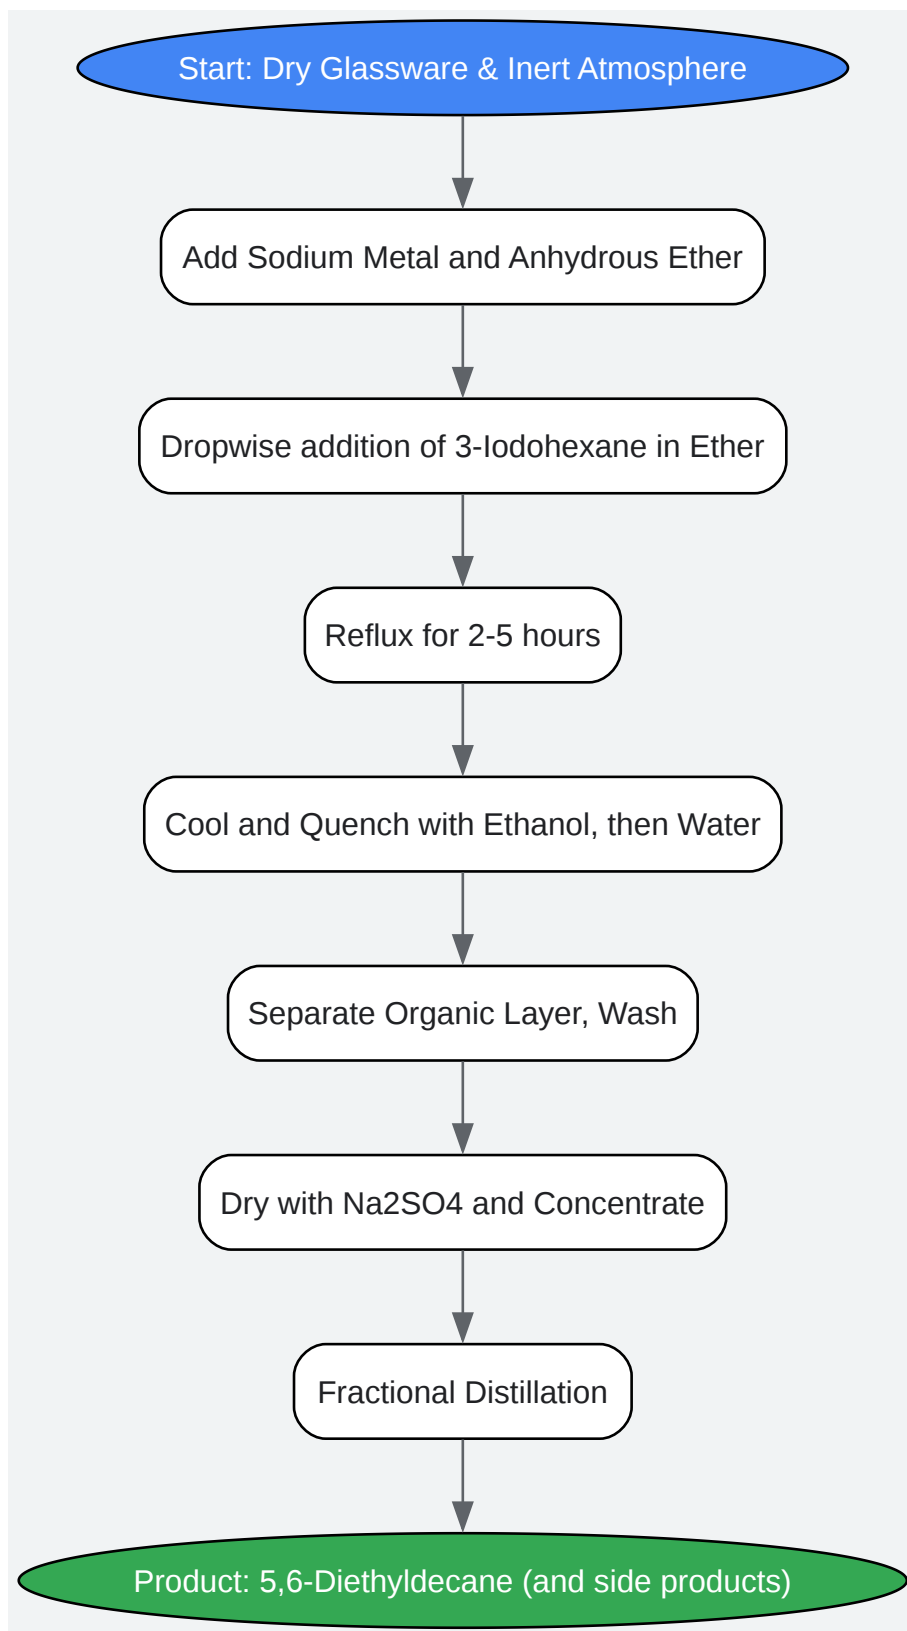 Start: Dry Glassware & Inert Atmosphere
Add Sodium Metal and Anhydrous Ether
Dropwise addition of 3-Iodohexane in Ether
Reflux for 2-5 hours
Cool and Quench with Ethanol, then Water
Separate Organic Layer, Wash
Dry with Na2SO4 and Concentrate
Fractional Distillation
Product: 5,6-Diethyldecane (and side products)